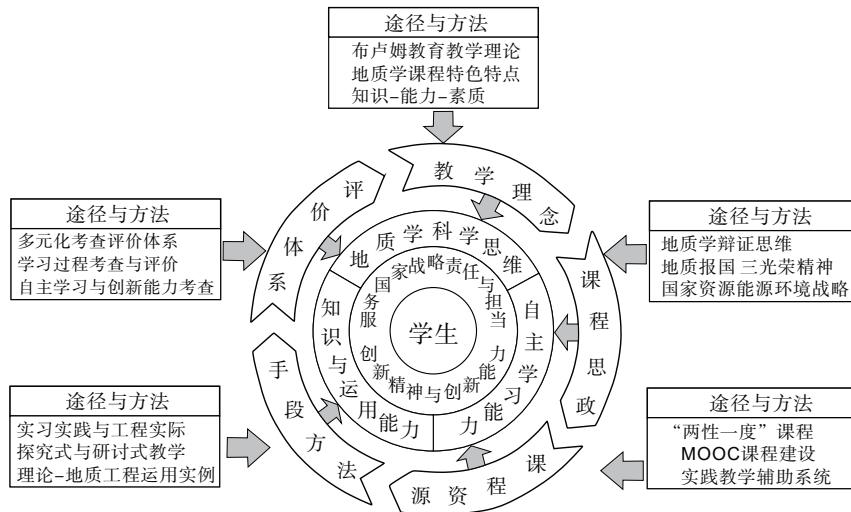 途径与方法
布卢姆教育教学理论
地质学课程特色特点
知识-能力-素质
途径与方法
多元化考查评价体系
学习过程考查与评价
自主学习与创新能力考查
途径与方法
地质学辩证思维
地质报国 三光荣精神
国家资源能源环境战略
途径与方法
实习实践与工程实际
探究式与研讨式教学
理论-地质工程运用实例
途径与方法
“两性一度”课程
MOOC课程建设
实践教学辅助系统
教学理念
课程思政
课程资源
手段方法
评价体系
地质学科学思维
自主学习能力
知识与运用能力
服务国家战略责任与担当
创新精神与创新能力
学生